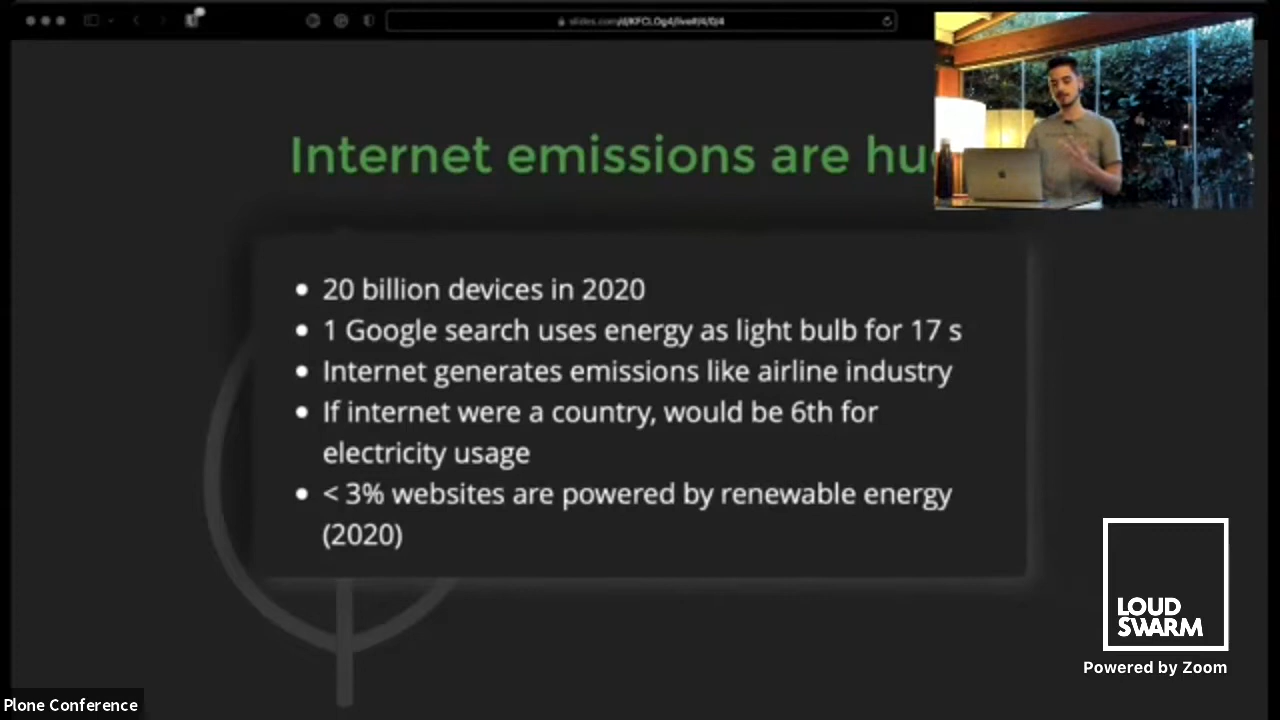 Internet emissions are hu
• 20 billion devices in 2020
• 1 Google search uses energy as light bulb for 17 s
• Internet generates emissions like airline industry
• If internet were a country, would be 6th for
electricity usage
• < 3% websites are powered by renewable energy
(2020)
LOUD
SWARM
Powered by Zoom
Plone Conference